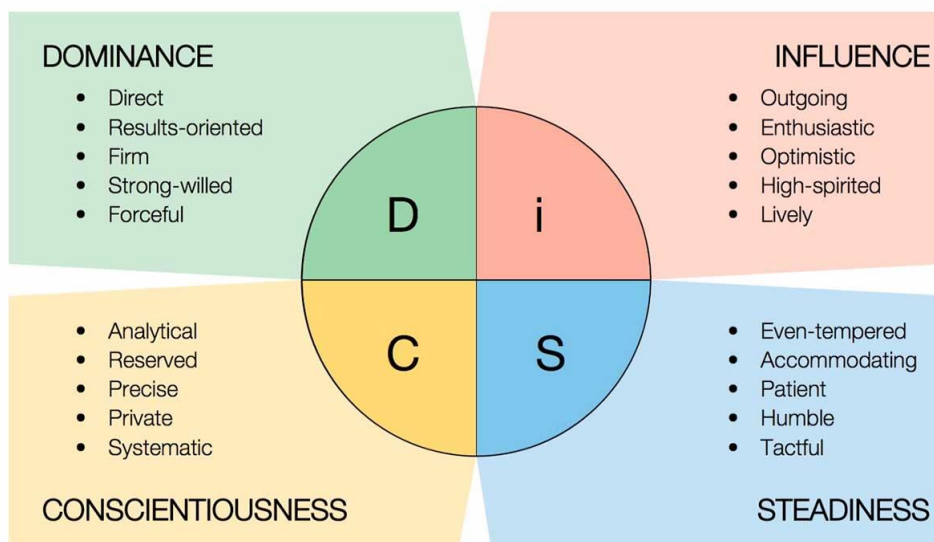 DOMINANCE
• Direct
• Results-oriented
• Firm
• Strong-willed
• Forceful
INFLUENCE
• Outgoing
• Enthusiastic
• Optimistic
• High-spirited
• Lively
D
i
C
S
• Analytical
• Reserved
• Precise
• Private
• Systematic
CONSCIENTIOUSNESS
• Even-tempered
• Accommodating
• Patient
• Humble
• Tactful
STEADINESS